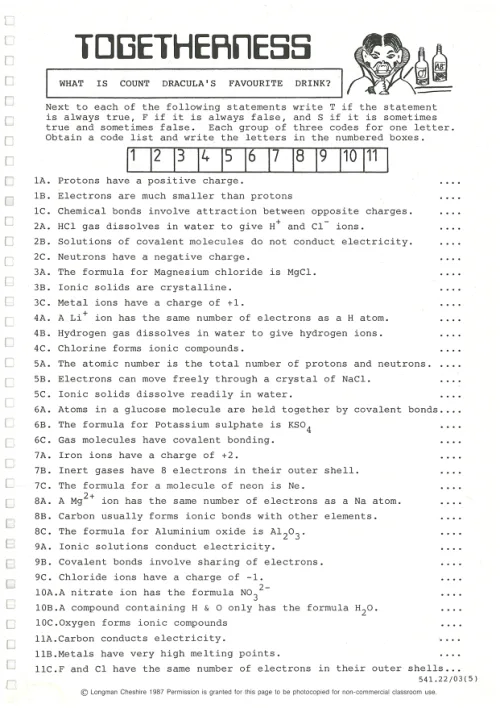 TOGETHERNESS
WHAT IS COUNT DRACULA'S FAVOURITE DRINK?
O AB
Next to each of the following statements write T if the statement
is always true, F if it is always false, and S if it is sometimes
true and sometimes false. Each group of three codes for one letter.
Obtain a code list and write the letters in the numbered boxes.
1 2 3 4 5 6 7 8 9 10 11
1A. Protons have a positive charge. ....
1B. Electrons are much smaller than protons ....
1C. Chemical bonds involve attraction between opposite charges. ....
2A. HCl gas dissolves in water to give H⁺ and Cl⁻ ions. ....
2B. Solutions of covalent molecules do not conduct electricity. ....
2C. Neutrons have a negative charge. ....
3A. The formula for Magnesium chloride is MgCl. ....
3B. Ionic solids are crystalline. ....
3C. Metal ions have a charge of +1. ....
4A. A Li⁺ ion has the same number of electrons as a H atom. ....
4B. Hydrogen gas dissolves in water to give hydrogen ions. ....
4C. Chlorine forms ionic compounds. ....
5A. The atomic number is the total number of protons and neutrons. ....
5B. Electrons can move freely through a crystal of NaCl. ....
5C. Ionic solids dissolve readily in water. ....
6A. Atoms in a glucose molecule are held together by covalent bonds....
6B. The formula for Potassium sulphate is KSO₄ ....
6C. Gas molecules have covalent bonding. ....
7A. Iron ions have a charge of +2. ....
7B. Inert gases have 8 electrons in their outer shell. ....
7C. The formula for a molecule of neon is Ne. ....
8A. A Mg²⁺ ion has the same number of electrons as a Na atom. ....
8B. Carbon usually forms ionic bonds with other elements. ....
8C. The formula for Aluminium oxide is Al₂O₃. ....
9A. Ionic solutions conduct electricity. ....
9B. Covalent bonds involve sharing of electrons. ....
9C. Chloride ions have a charge of -1. ....
10A.A nitrate ion has the formula NO₃²⁻ ....
10B.A compound containing H & O only has the formula H₂O. ....
10C.Oxygen forms ionic compounds ....
11A.Carbon conducts electricity. ....
11B.Metals have very high melting points. ....
11C.F and Cl have the same number of electrons in their outer shells...
541.22/03(5)
© Longman Cheshire 1987 Permission is granted for this page to be photocopied for non-commercial classroom use.